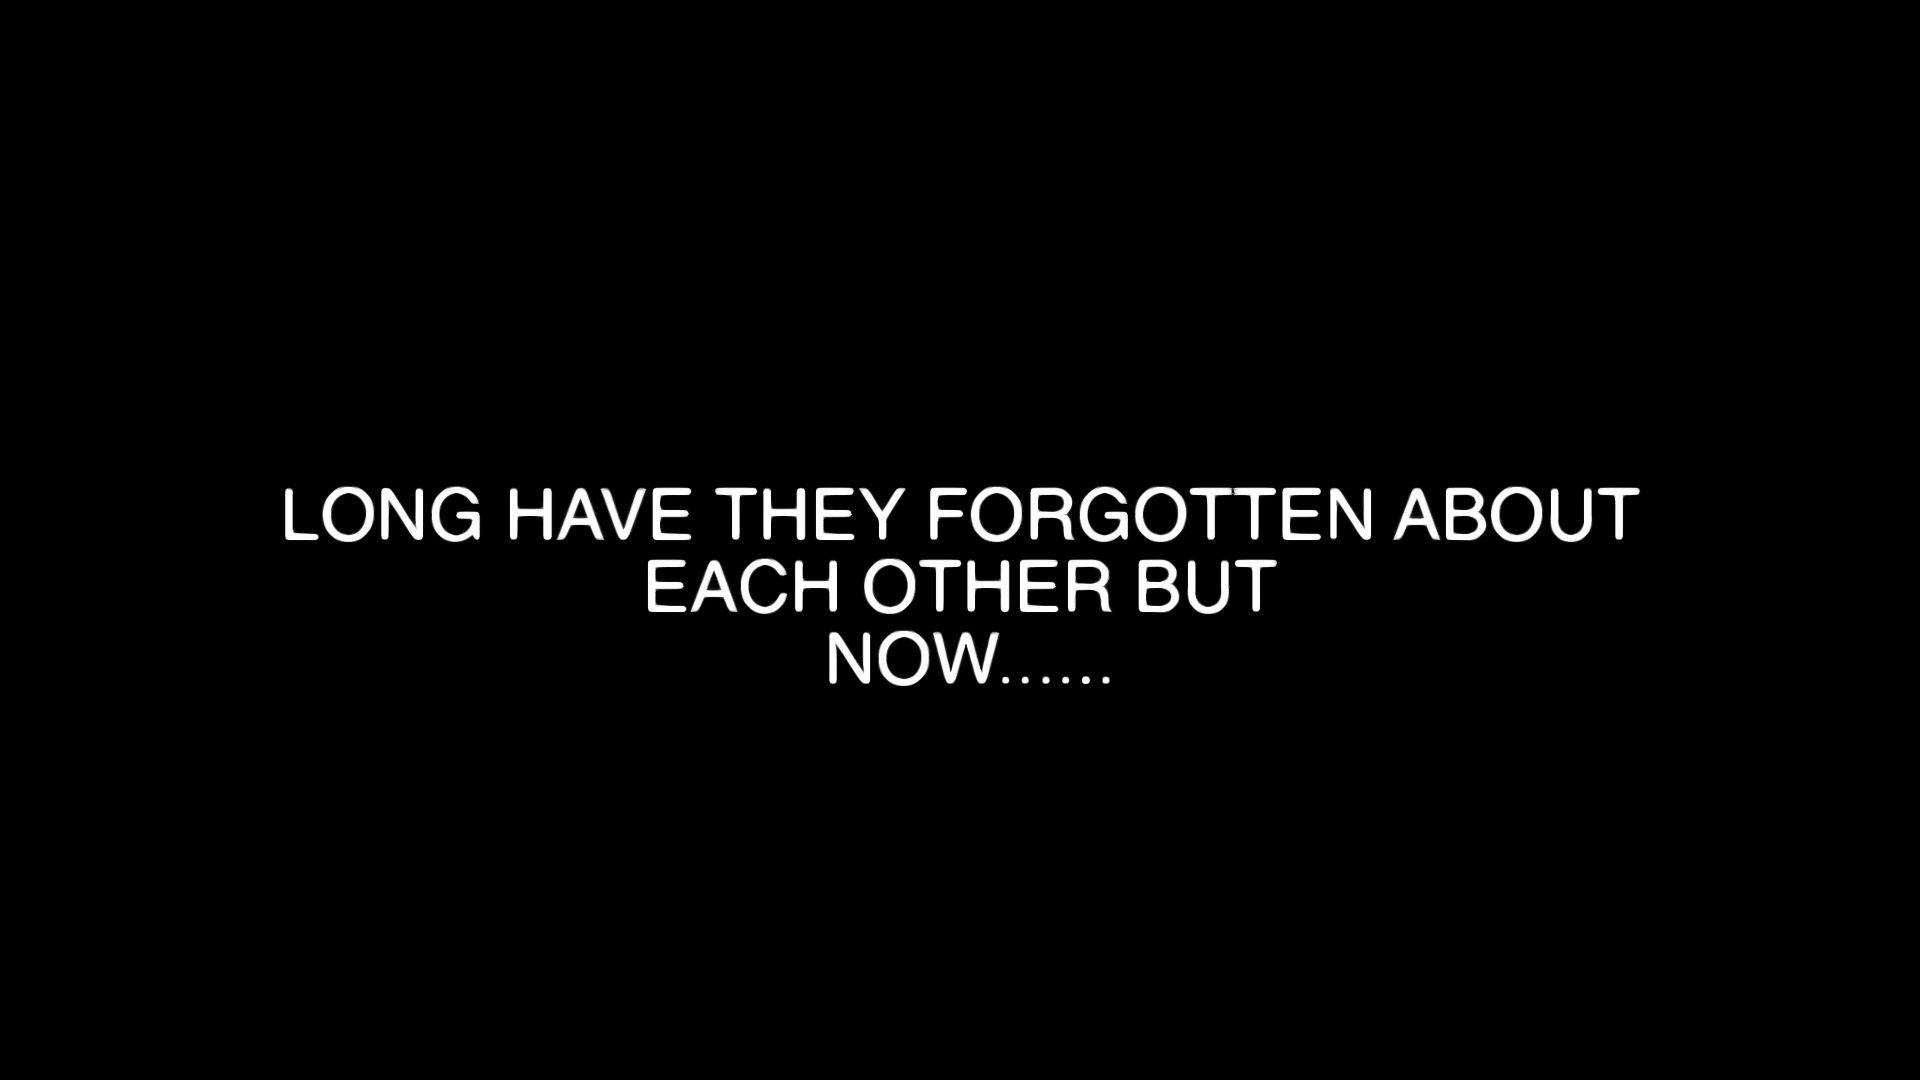 LONG HAVE THEY FORGOTTEN ABOUT
EACH OTHER BUT
NOW......